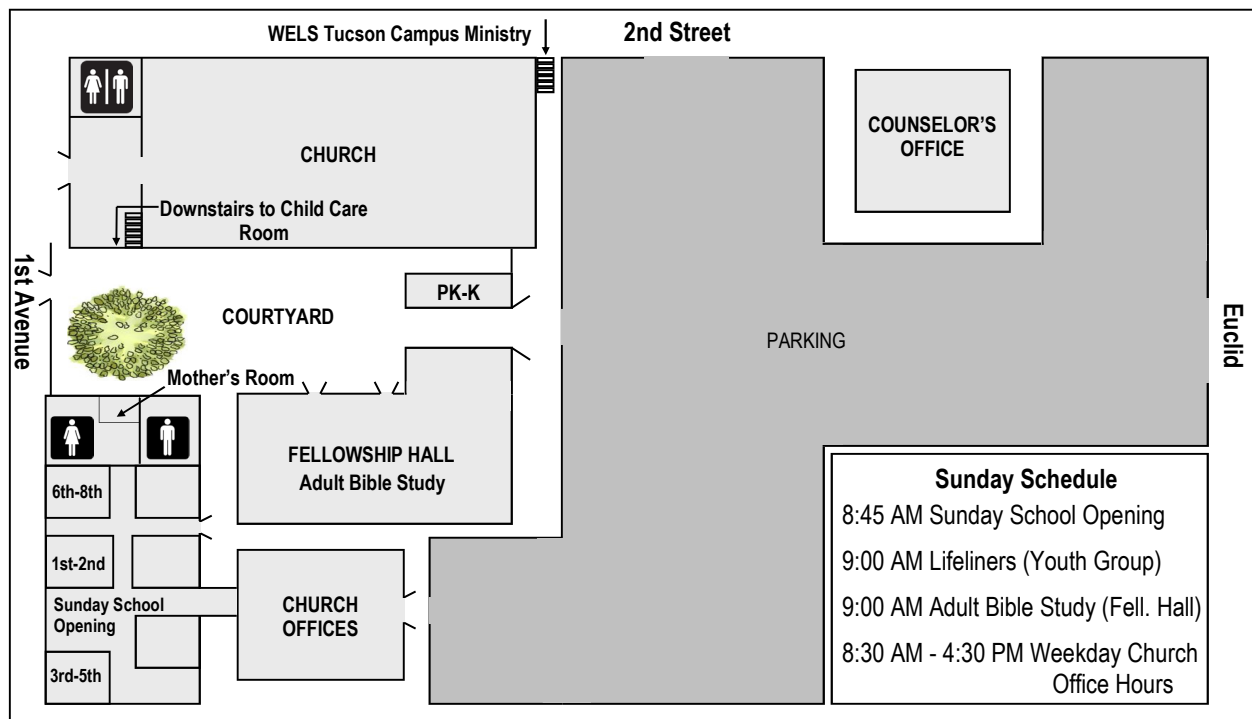 WELS Tucson Campus Ministry
2nd Street
COUNSELOR'S
OFFICE
CHURCH
Downstairs to Child Care
Room
1st Avenue
PK-K
COURTYARD
PARKING
Euclid
Mother's Room
FELLOWSHIP HALL
Adult Bible Study
6th-8th
1st-2nd
Sunday School
Opening
3rd-5th
CHURCH
OFFICES
Sunday Schedule
8:45 AM Sunday School Opening
9:00 AM Lifeliners (Youth Group)
9:00 AM Adult Bible Study (Fell. Hall)
8:30 AM - 4:30 PM Weekday Church
Office Hours